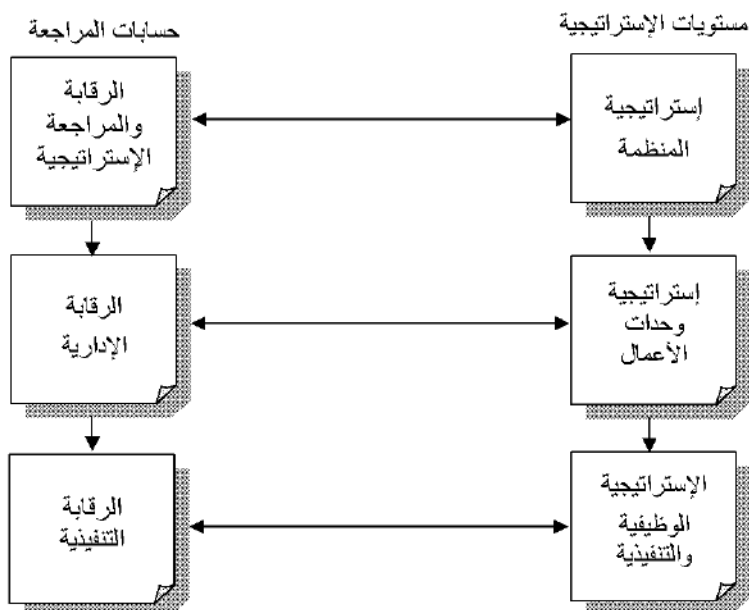 مستويات الإستراتيجية
حسابات المراجعة
إستراتيجية
المنظمة
الرقابة
والمراجعة
الإستراتيجية
إستراتيجية
وحدات
الأعمال
الرقابة
الإدارية
الإستراتيجية
الوظيفية
والتنفيذية
الرقابة
التنفيذية